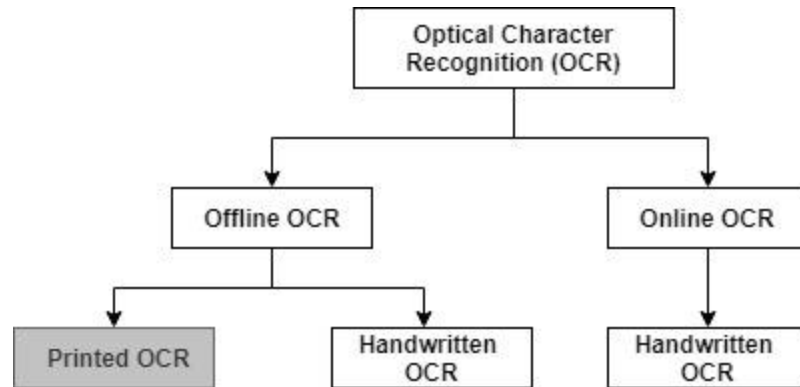 Optical Character
Recognition (OCR)
Offline OCR
Online OCR
Printed OCR
Handwritten
OCR
Handwritten
OCR